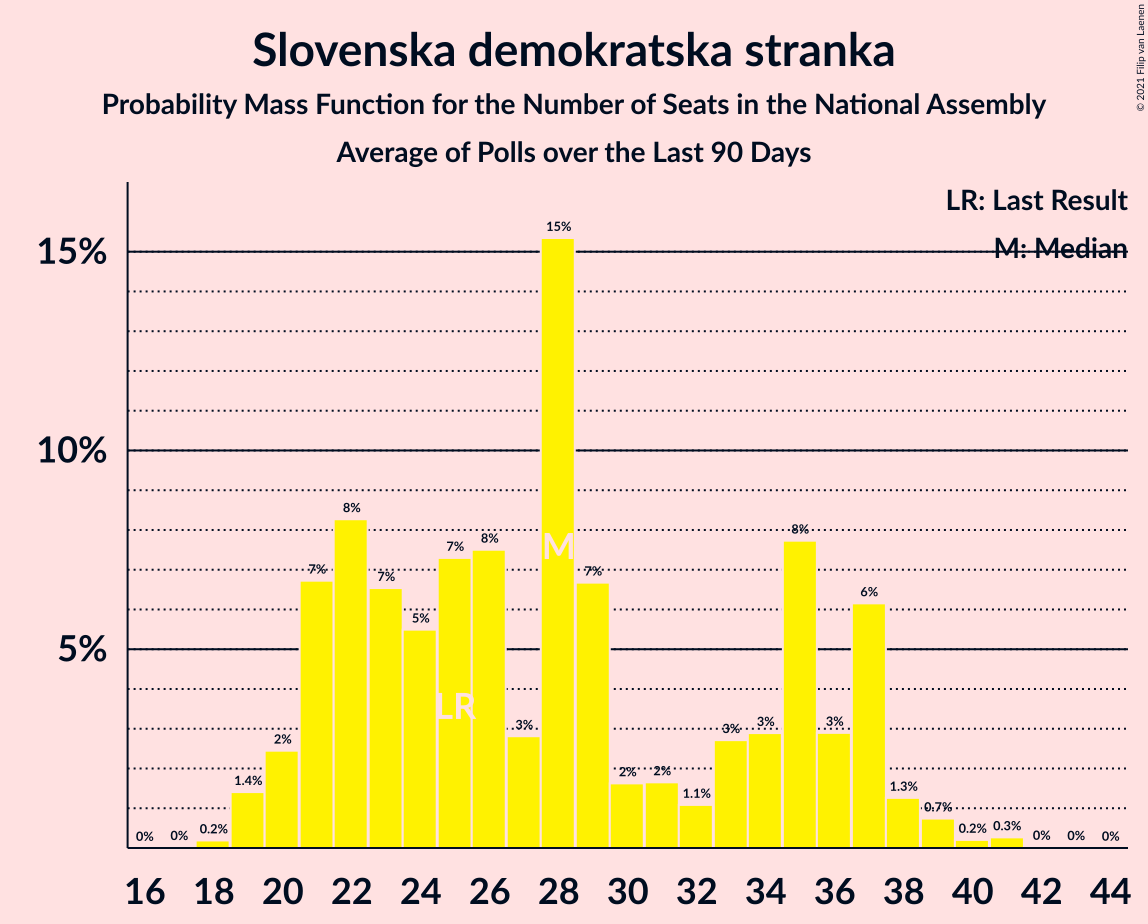 Slovenska demokratska stranka
Probability Mass Function for the Number of Seats in the National Assembly
Average of Polls over the Last 90 Days
© 2021 Filip van Laenen
LR: Last Result
M: Median
15%
10%
5%
0% 0% 0.2% 1.4% 2% 7% 8% 7% 5% 7% 8% 3% 15% 7% 2% 2% 1.1% 3% 3% 8% 3% 6% 1.3% 0.7% 0.2% 0.3% 0% 0% 0%
M
LR
16 18 20 22 24 26 28 30 32 34 36 38 40 42 44